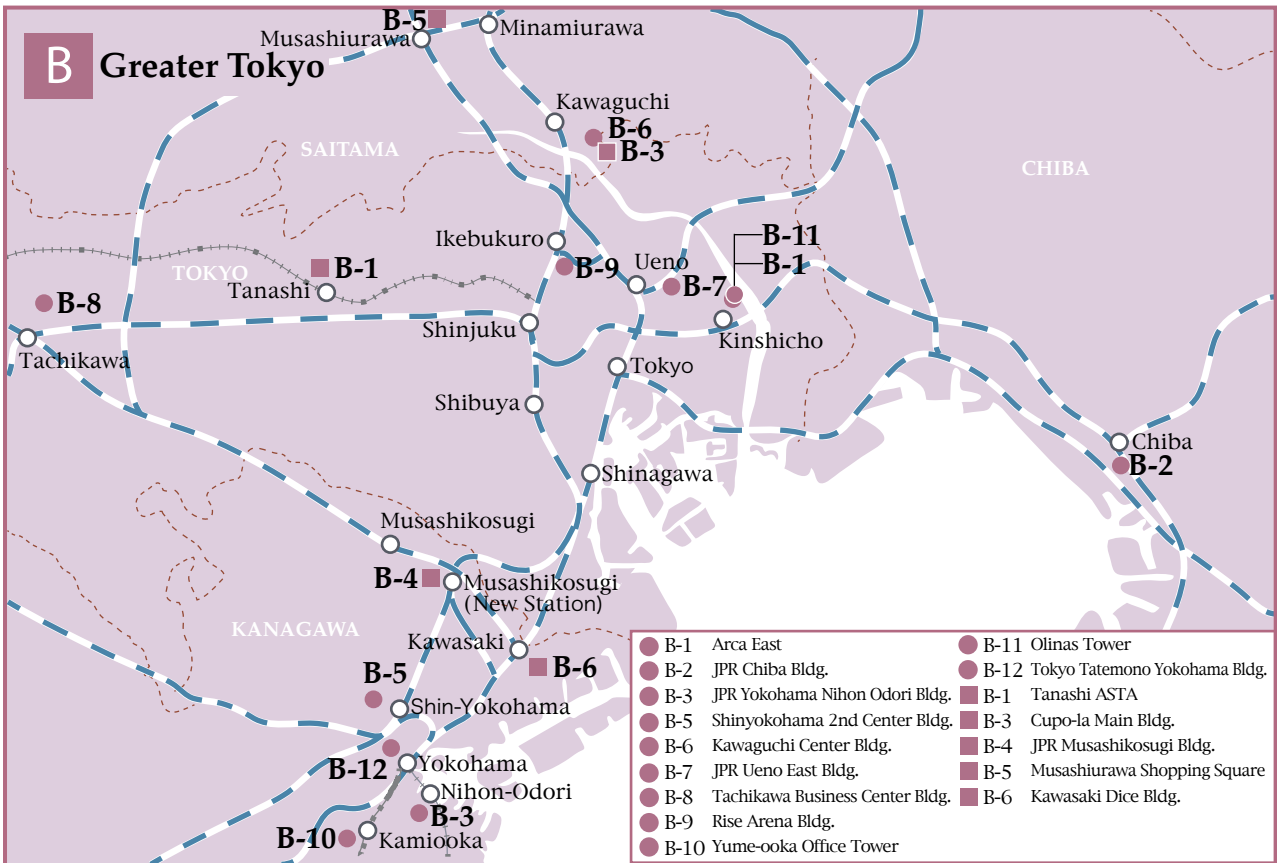 B-5
Minamiurawa
Musashiurawa
B Greater Tokyo
Kawaguchi
B-6
B-3
SAITAMA
CHIBA
Ikebukuro
B-11
B-1
TOKYO
B-1
B-9
Ueno
Tanashi
B-7
B-8
Shinjuku
Kinshicho
Tachikawa
Tokyo
Shibuya
Chiba
B-2
Shinagawa
Musashikosugi
B-4
Musashikosugi
(New Station)
KANAGAWA
Kawasaki
B-6
B-5
Shin-Yokohama
B-12
Yokohama
Nihon-Odori
B-3
B-10
Kamiooka
B-1 Arca East
B-2 JPR Chiba Bldg.
B-3 JPR Yokohama Nihon Odori Bldg.
B-5 Shinyokohama 2nd Center Bldg.
B-6 Kawaguchi Center Bldg.
B-7 JPR Ueno East Bldg.
B-8 Tachikawa Business Center Bldg.
B-9 Rise Arena Bldg.
B-10 Yume-ooka Office Tower
B-11 Olinas Tower
B-12 Tokyo Tatemono Yokohama Bldg.
B-1 Tanashi ASTA
B-3 Cupo-la Main Bldg.
B-4 JPR Musashikosugi Bldg.
B-5 Musashiurawa Shopping Square
B-6 Kawasaki Dice Bldg.